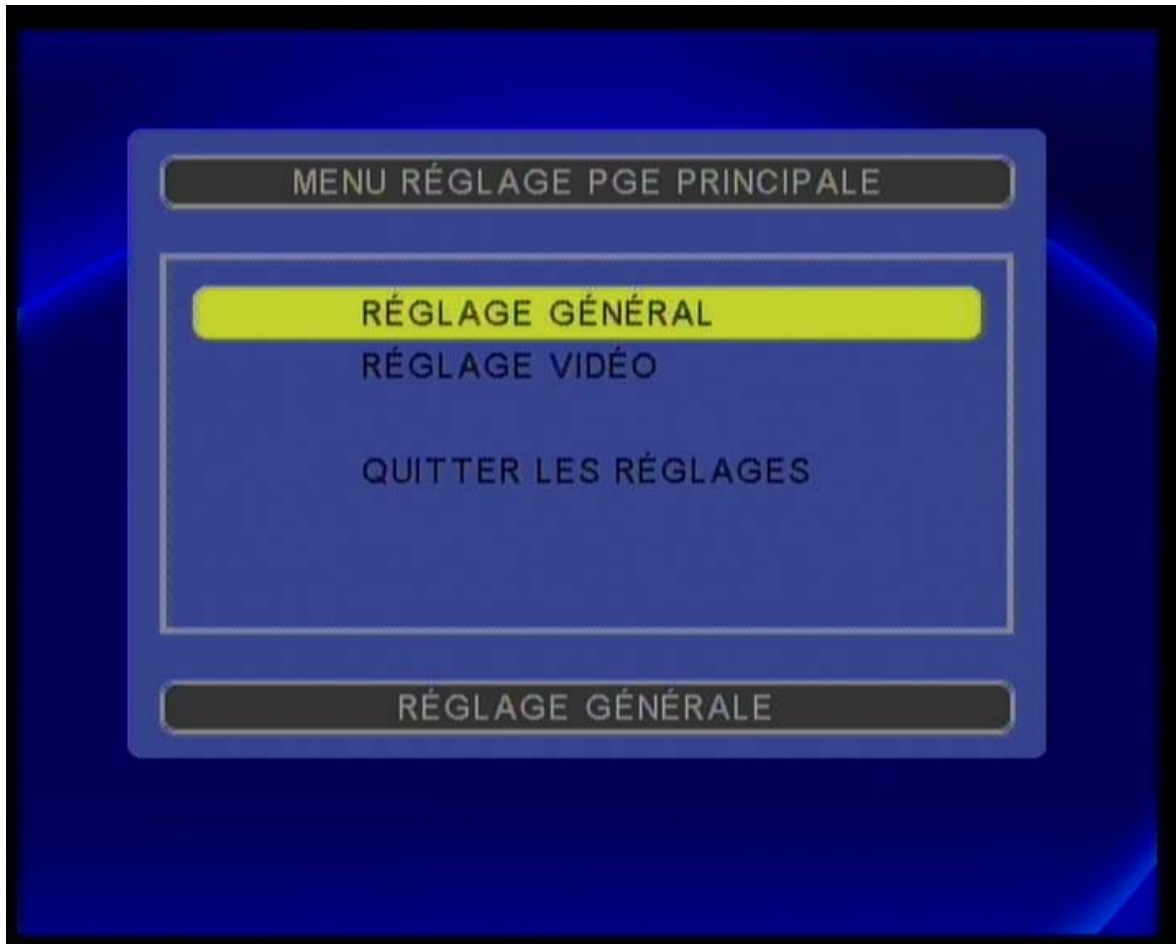 MENU RÉGLAGE PGE PRINCIPALE
RÉGLAGE GÉNÉRAL
RÉGLAGE VIDÉO
QUITTER LES RÉGLAGES
RÉGLAGE GÉNÉRALE